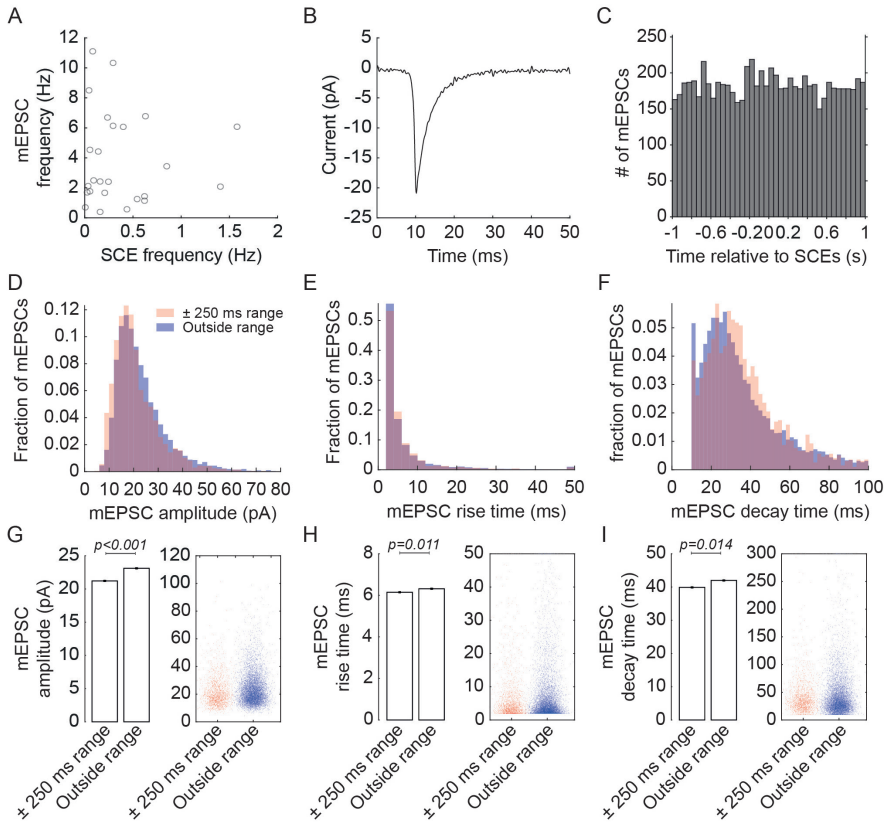 A
mEPSC
frequency (Hz)
12
10
8
6
4
2
0
0
0.5
1
1.5
2
SCE frequency (Hz)
B
Current (pA)
5
0
-5
-10
-15
-20
-25
0
10
20
30
40
50
Time (ms)
C
# of mEPSCs
250
200
150
100
50
0
-1
-0.6
-0.2
0.2
0.6
1
Time relative to SCEs (s)
D
Fraction of mEPSCs
0.12
0.1
0.08
0.06
0.04
0.02
0
0
10
20
30
40
50
60
70
80
mEPSC amplitude (pA)
± 250 ms range
Outside range
E
Fraction of mEPSCs
0.5
0.4
0.3
0.2
0.1
0
0
10
20
30
40
50
mEPSC rise time (ms)
F
fraction of mEPSCs
0.05
0.04
0.03
0.02
0.01
0
0
20
40
60
80
100
mEPSC decay time (ms)
G
mEPSC
amplitude (pA)
p<0.001
25
20
15
10
5
0
± 250 ms range
Outside range
120
100
80
60
40
20
0
± 250 ms range
Outside range
H
mEPSC
rise time (ms)
p=0.011
8
6
4
2
0
± 250 ms range
Outside range
50
40
30
20
10
0
± 250 ms range
Outside range
I
mEPSC
decay time (ms)
p=0.014
50
40
30
20
10
0
± 250 ms range
Outside range
300
250
200
150
100
50
0
± 250 ms range
Outside range